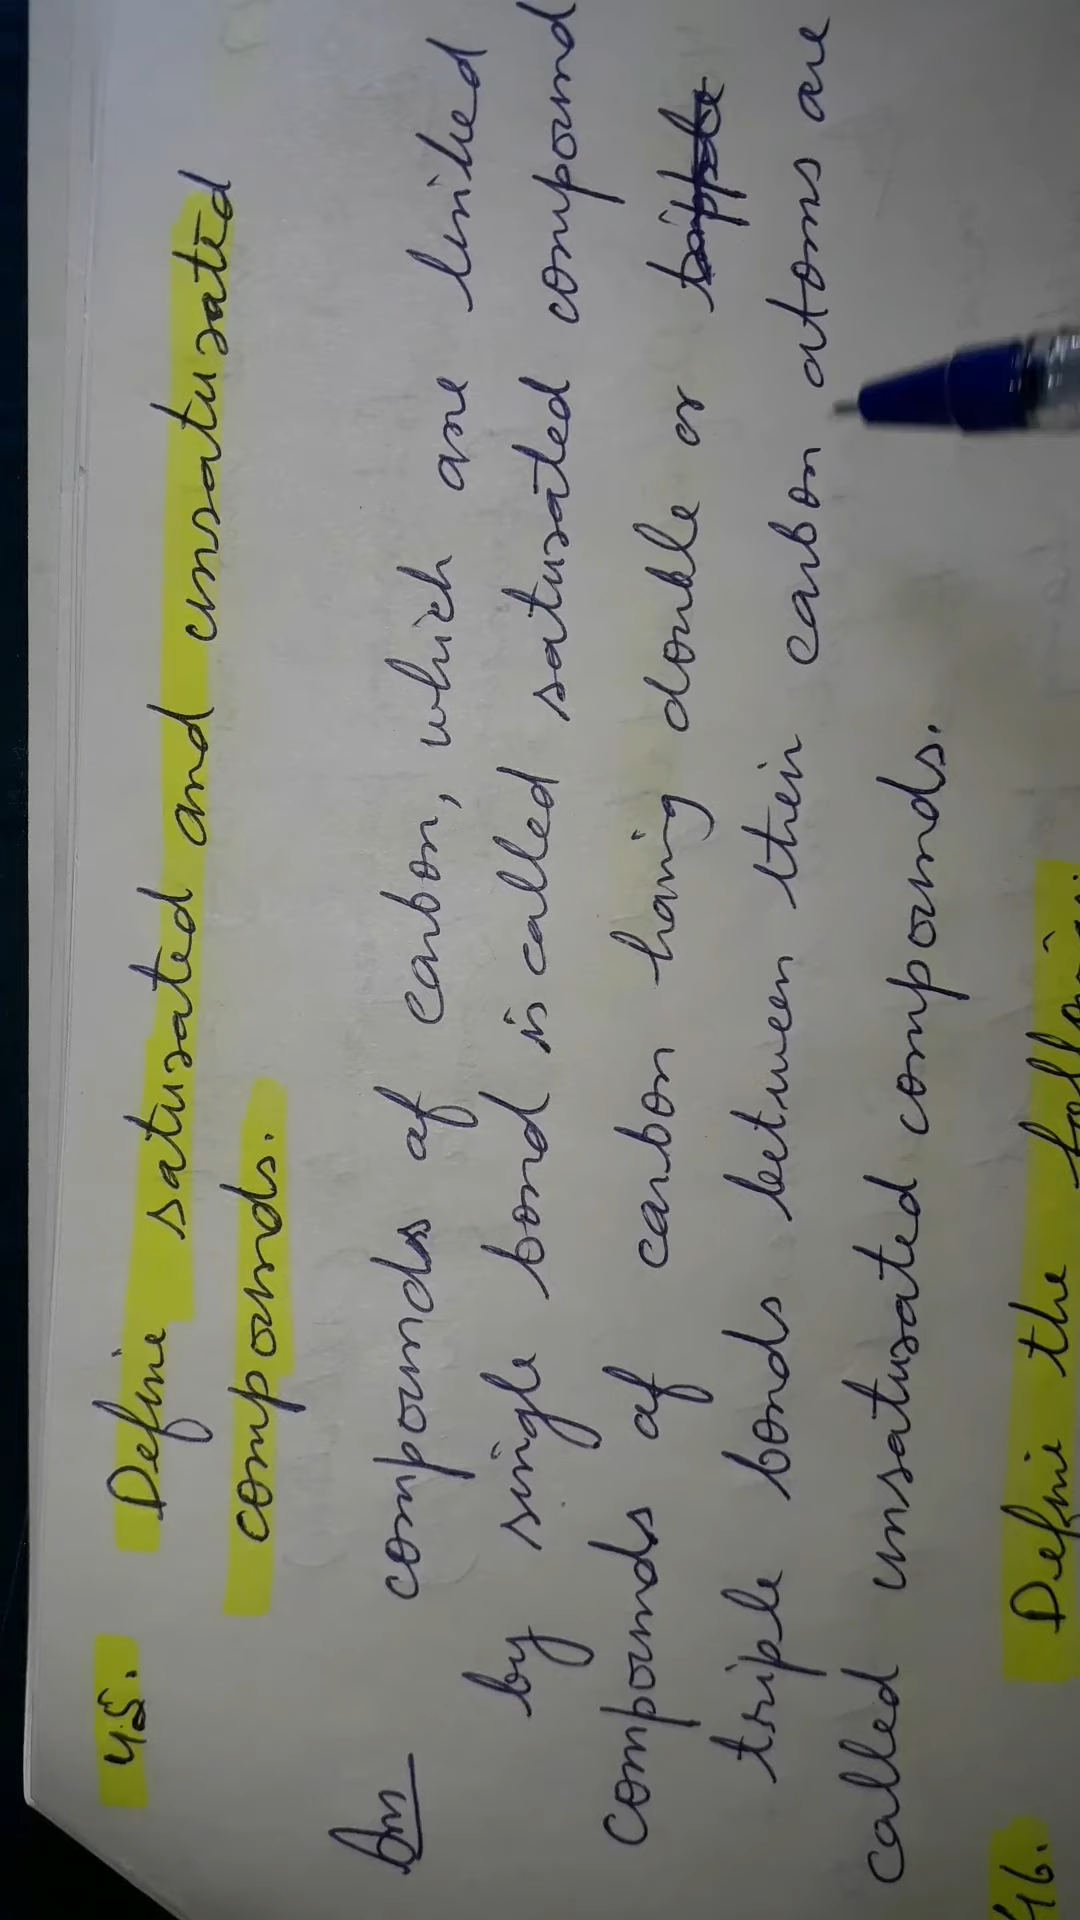 45. Define saturated and unsaturated
compounds.
Ans compounds of carbon, which are linked
by single bond is called saturated compound
compounds of carbon having double or
triple bonds between their carbon atoms are
called unsaturated compounds.
46. Define the